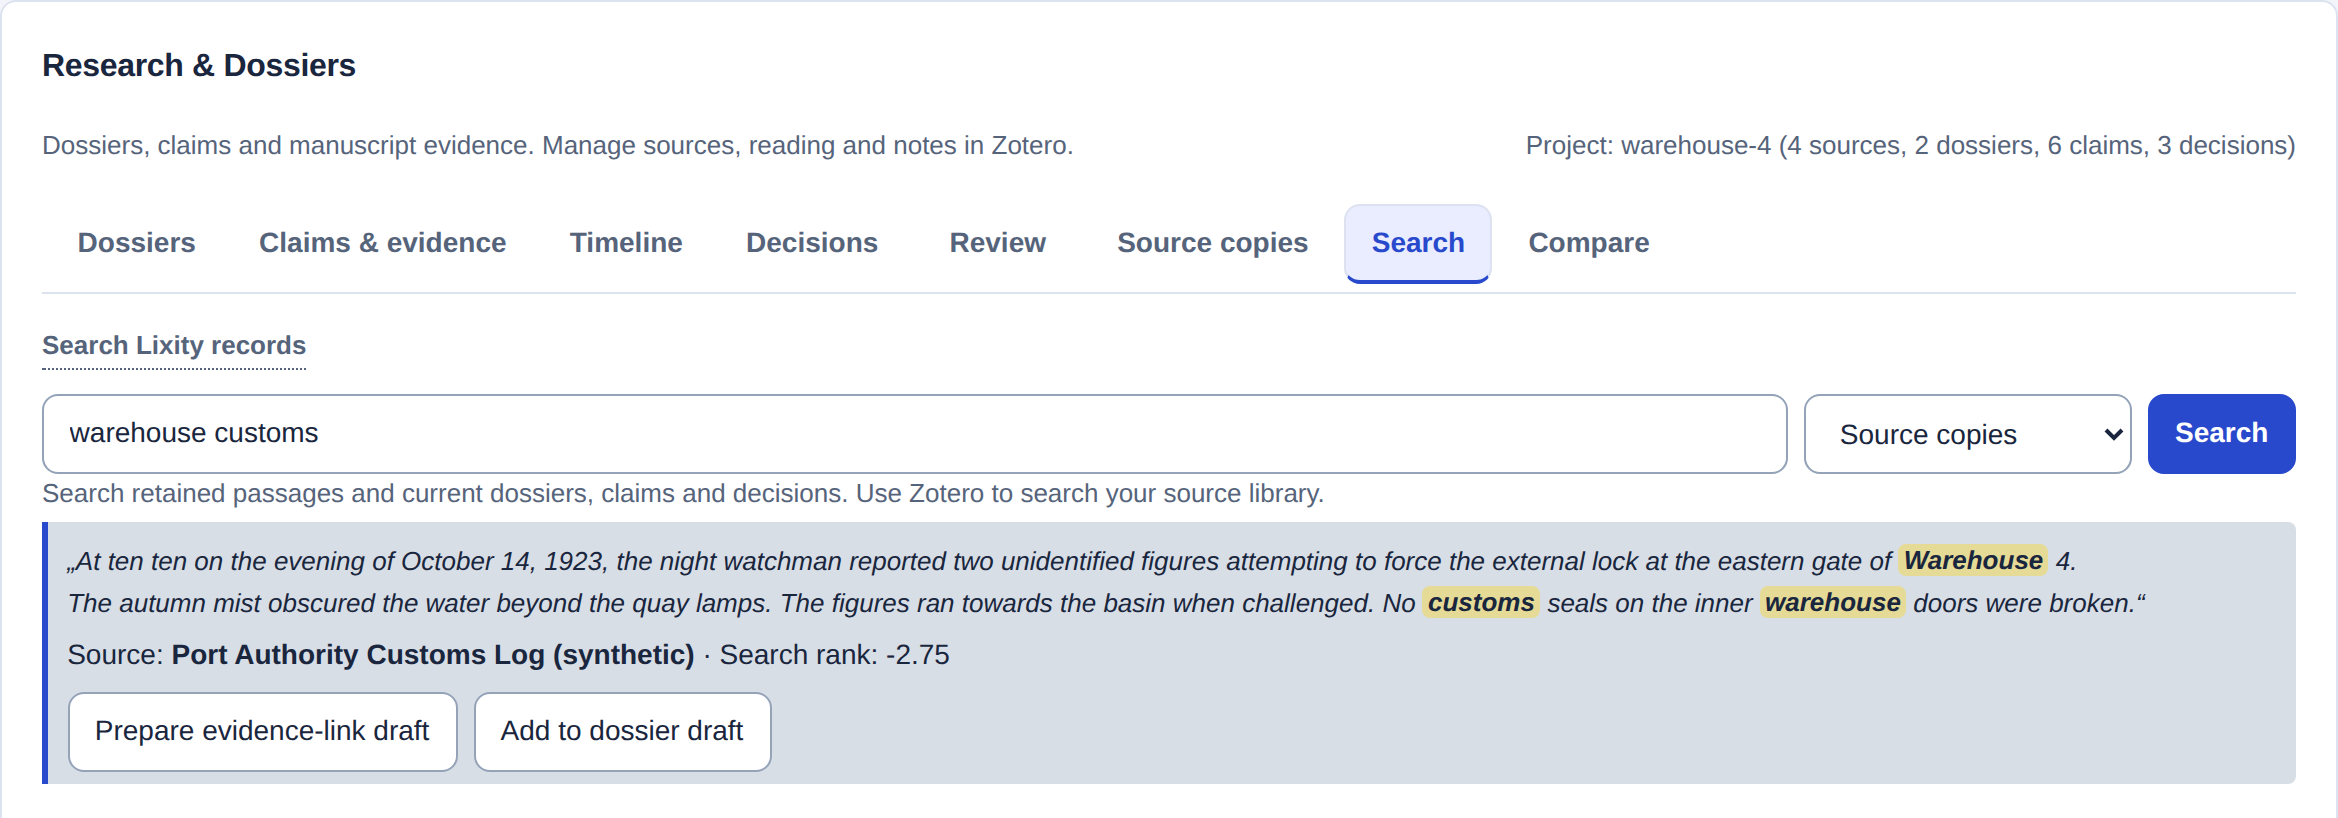 Research & Dossiers
Dossiers, claims and manuscript evidence. Manage sources, reading and notes in Zotero.
Project: warehouse-4 (4 sources, 2 dossiers, 6 claims, 3 decisions)
Dossiers Claims & evidence Timeline Decisions Review Source copies Search Compare
Search Lixity records
warehouse customs Source copies Search
Search retained passages and current dossiers, claims and decisions. Use Zotero to search your source library.
„At ten ten on the evening of October 14, 1923, the night watchman reported two unidentified figures attempting to force the external lock at the eastern gate of Warehouse 4.
The autumn mist obscured the water beyond the quay lamps. The figures ran towards the basin when challenged. No customs seals on the inner warehouse doors were broken.“
Source: Port Authority Customs Log (synthetic) · Search rank: -2.75
Prepare evidence-link draft Add to dossier draft